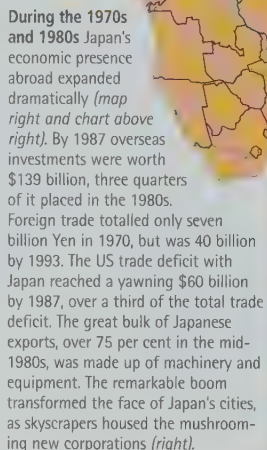 During the 1970s
and 1980s Japan's
economic presence
abroad expanded
dramatically (map
right and chart above
right). By 1987 overseas
investments were worth
$139 billion, three quarters
of it placed in the 1980s.
Foreign trade totalled only seven
billion Yen in 1970, but was 40 billion
by 1993. The US trade deficit with
Japan reached a yawning $60 billion
by 1987, over a third of the total trade
deficit. The great bulk of Japanese
exports, over 75 per cent in the mid-
1980s, was made up of machinery and
equipment. The remarkable boom
transformed the face of Japan's cities,
as skyscrapers housed the mushroom-
ing new corporations (right).